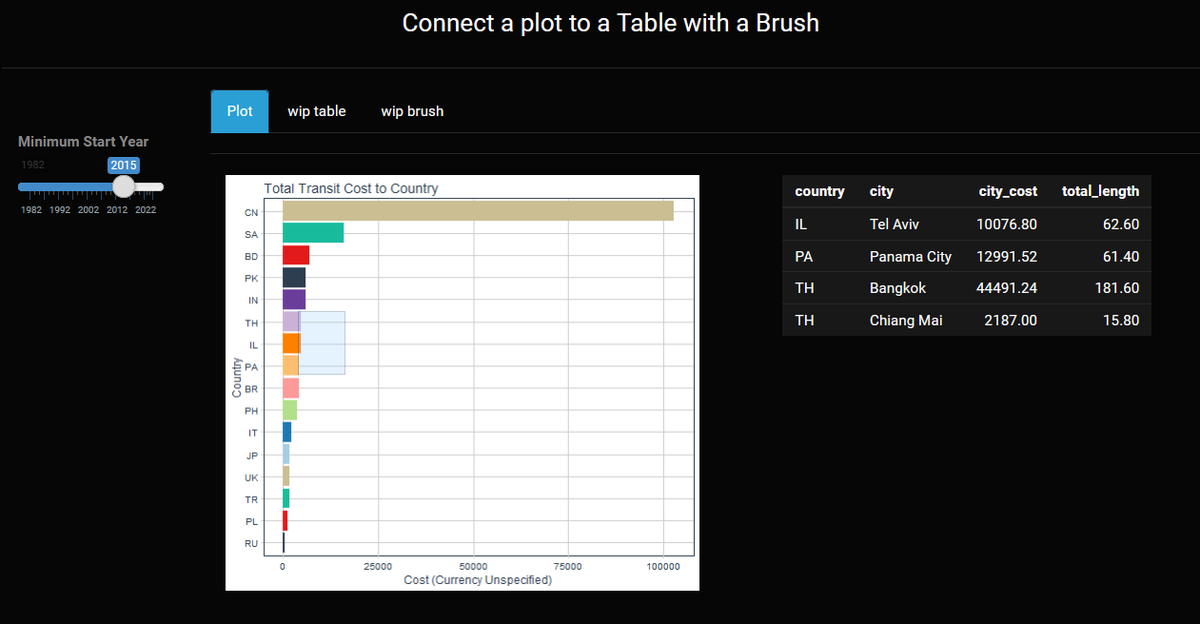 Connect a plot to a Table with a Brush
Plot wip table wip brush
Minimum Start Year
1982 2015
1982 1992 2002 2012 2022
Total Transit Cost to Country
Country
CN
SA
BD
PK
IN
TH
IL
PA
BR
PH
IT
JP
UK
TR
PL
RU
0 25000 50000 75000 100000
Cost (Currency Unspecified)
country city city_cost total_length
IL Tel Aviv 10076.80 62.60
PA Panama City 12991.52 61.40
TH Bangkok 44491.24 181.60
TH Chiang Mai 2187.00 15.80